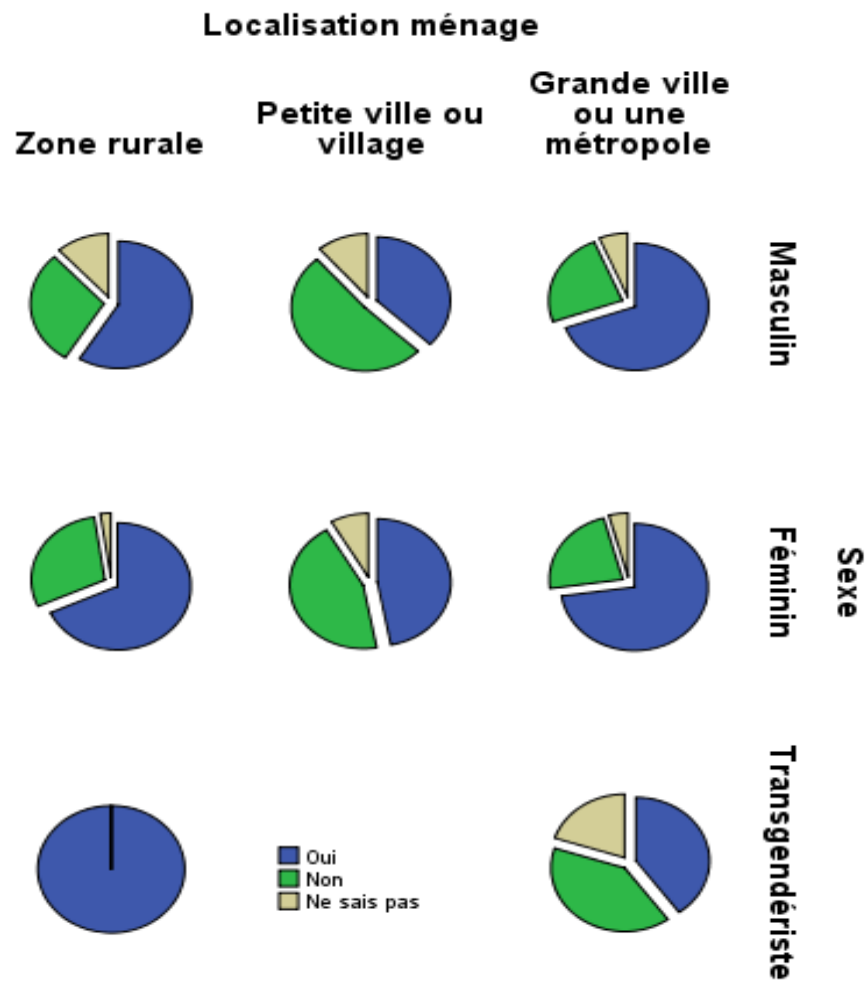 Localisation ménage
Zone rurale
Petite ville ou
village
Grande ville
ou une
métropole
Masculin
Féminin
Sexe
Transgendériste
Oui
Non
Ne sais pas